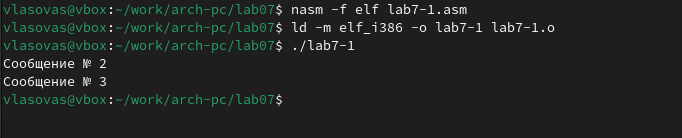 vlasovas@vbox:~/work/arch-pc/lab07$ nasm -f elf lab7-1.asm
vlasovas@vbox:~/work/arch-pc/lab07$ ld -m elf_i386 -o lab7-1 lab7-1.o
vlasovas@vbox:~/work/arch-pc/lab07$ ./lab7-1
Сообщение № 2
Сообщение № 3
vlasovas@vbox:~/work/arch-pc/lab07$